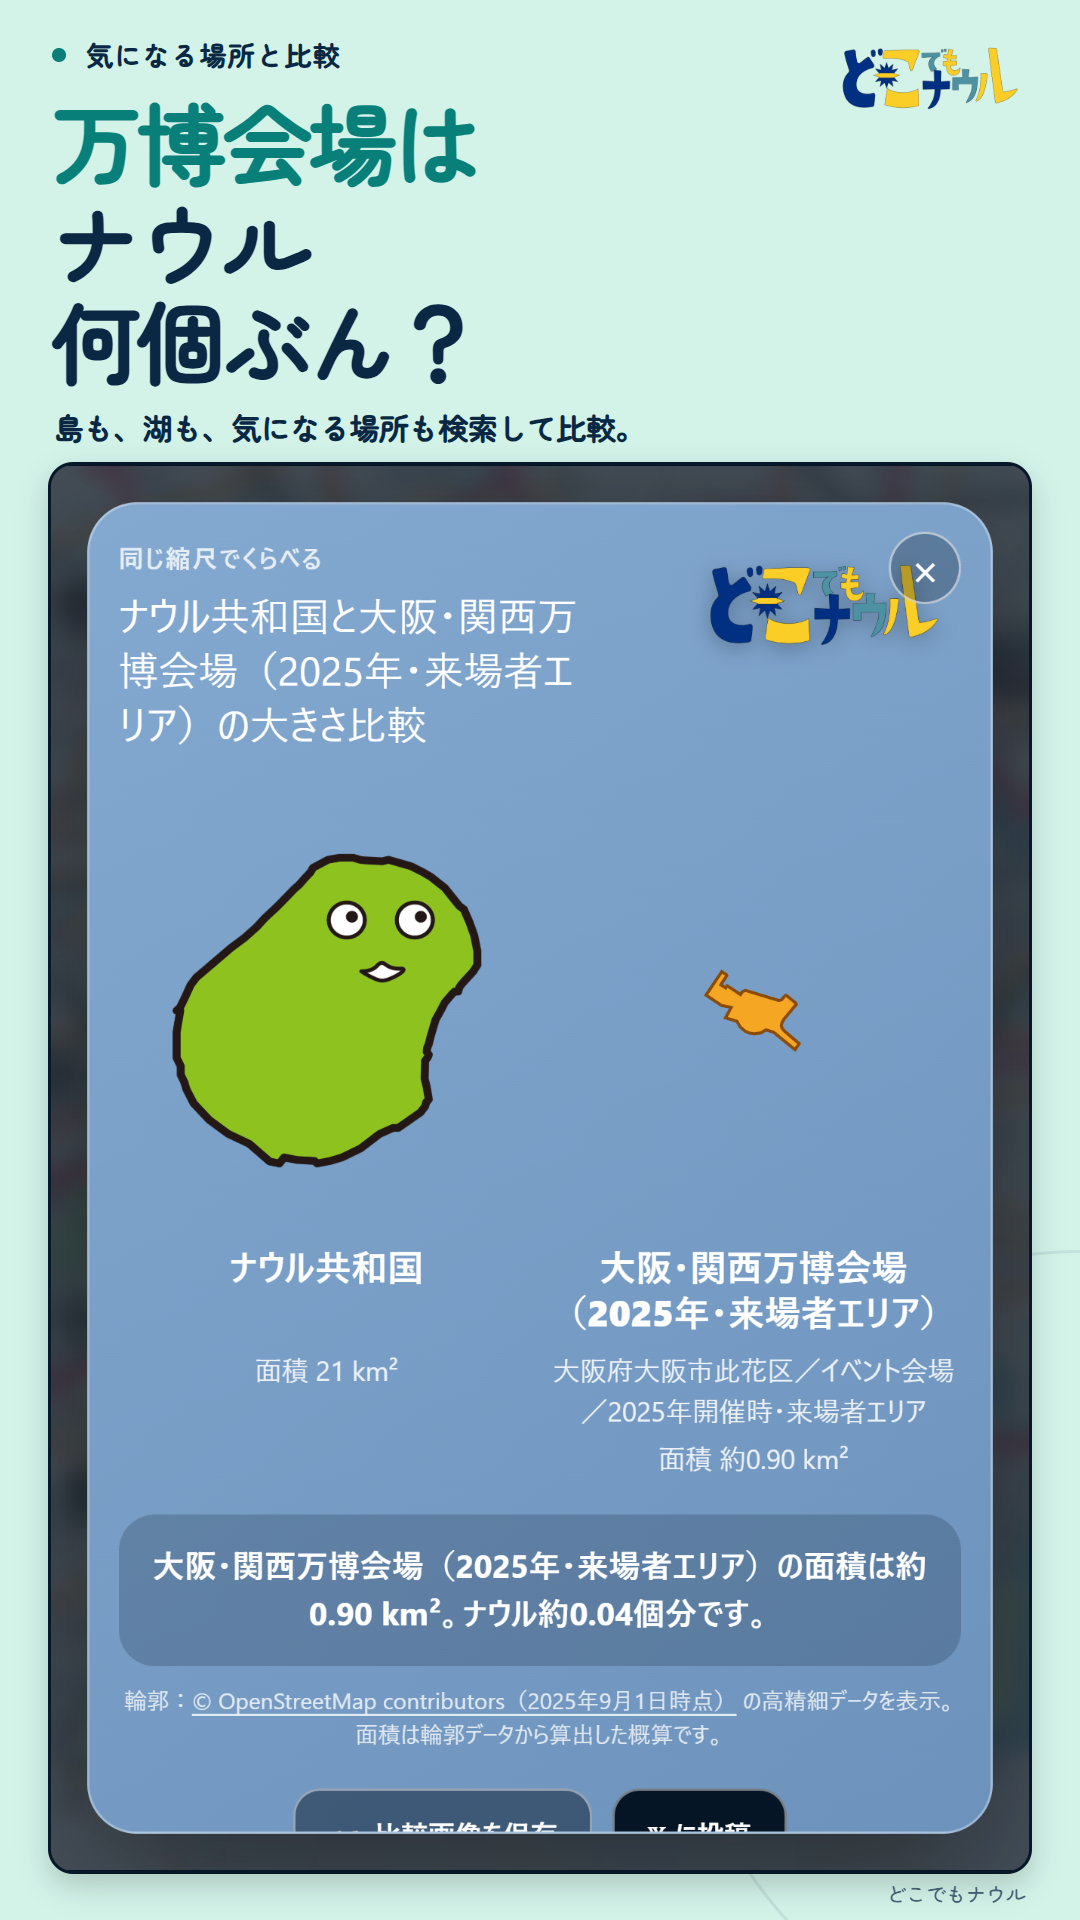 気になる場所と比較
どこでもナウル
万博会場は
ナウル
何個ぶん？
島も、湖も、気になる場所も検索して比較。
同じ縮尺でくらべる
どこでもナウル
×
ナウル共和国と大阪・関西万
博会場（2025年・来場者エ
リア）の大きさ比較
ナウル共和国
面積 21 km²
大阪・関西万博会場
（2025年・来場者エリア）
大阪府大阪市此花区／イベント会場
／2025年開催時・来場者エリア
面積 約0.90 km²
大阪・関西万博会場（2025年・来場者エリア）の面積は約
0.90 km²。ナウル約0.04個分です。
輪郭：© OpenStreetMap contributors（2025年9月1日時点） の高精細データを表示。
面積は輪郭データから算出した概算です。
比較画像を保存
𝕏 に投稿
どこでもナウル